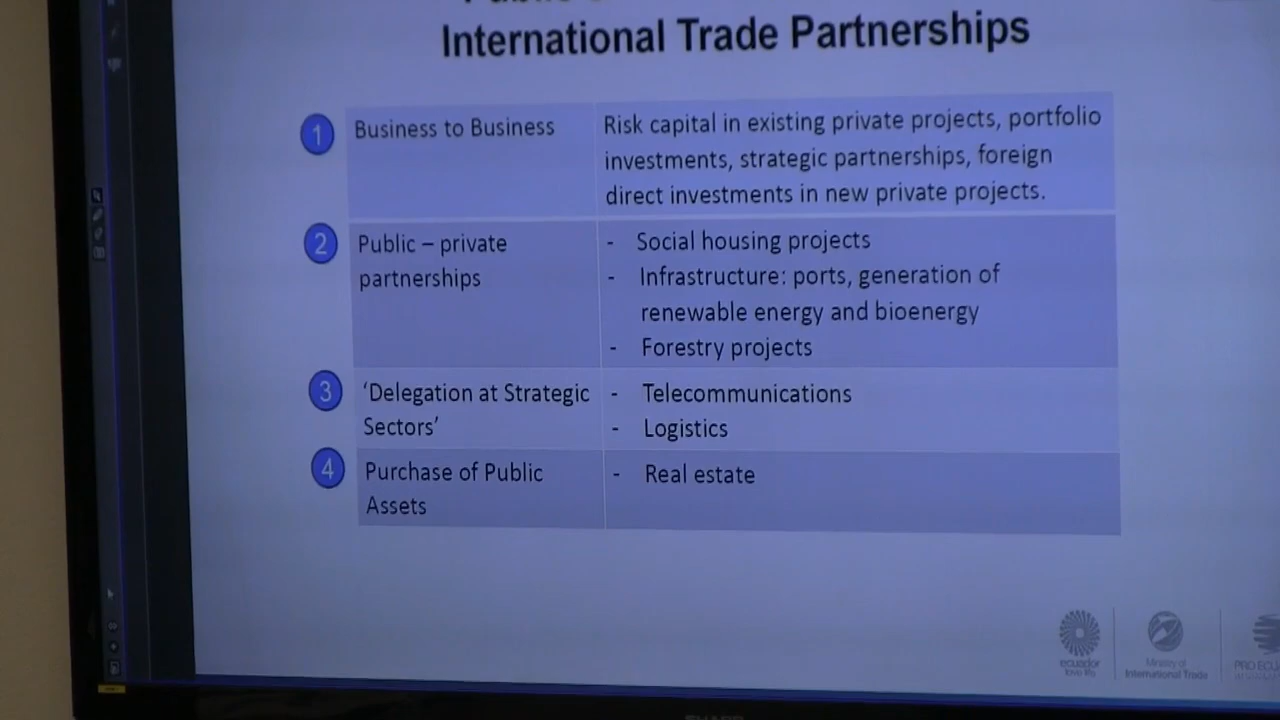 International Trade Partnerships
1
Business to Business
Risk capital in existing private projects, portfolio
investments, strategic partnerships, foreign
direct investments in new private projects.
2
Public – private
partnerships
- Social housing projects
- Infrastructure: ports, generation of
renewable energy and bioenergy
- Forestry projects
3
‘Delegation at Strategic
Sectors’
- Telecommunications
- Logistics
4
Purchase of Public
Assets
- Real estate
ecuador
love life
Ministry of
International Trade
PRO